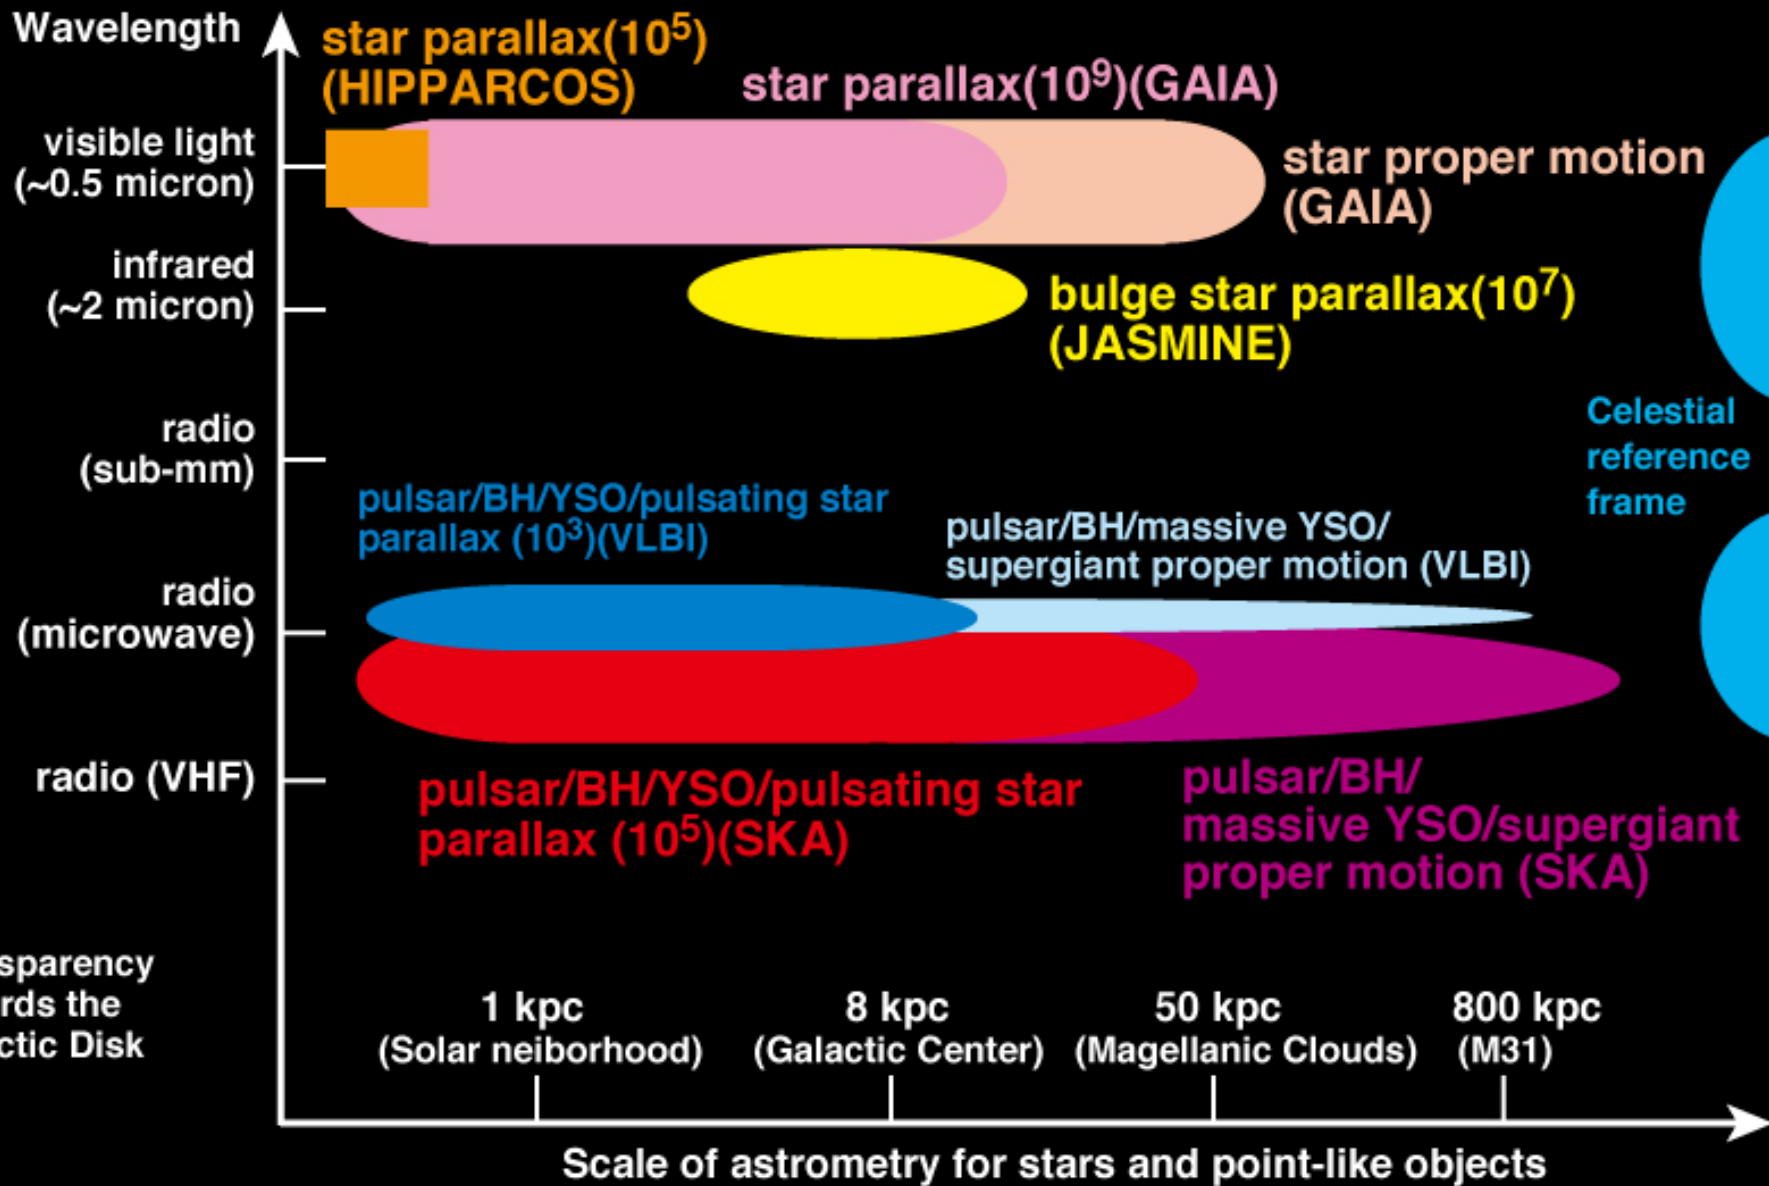 Wavelength
star parallax(10⁵)
(HIPPARCOS)
star parallax(10⁹)(GAIA)
visible light
(~0.5 micron)
star proper motion
(GAIA)
infrared
(~2 micron)
bulge star parallax(10⁷)
(JASMINE)
radio
(sub-mm)
Celestial
reference
frame
pulsar/BH/YSO/pulsating star
parallax (10³)(VLBI)
pulsar/BH/massive YSO/
supergiant proper motion (VLBI)
radio
(microwave)
radio (VHF)
pulsar/BH/YSO/pulsating star
parallax (10⁵)(SKA)
pulsar/BH/
massive YSO/supergiant
proper motion (SKA)
sparency
rds the
ctic Disk
1 kpc
(Solar neiborhood)
8 kpc
(Galactic Center)
50 kpc
(Magellanic Clouds)
800 kpc
(M31)
Scale of astrometry for stars and point-like objects